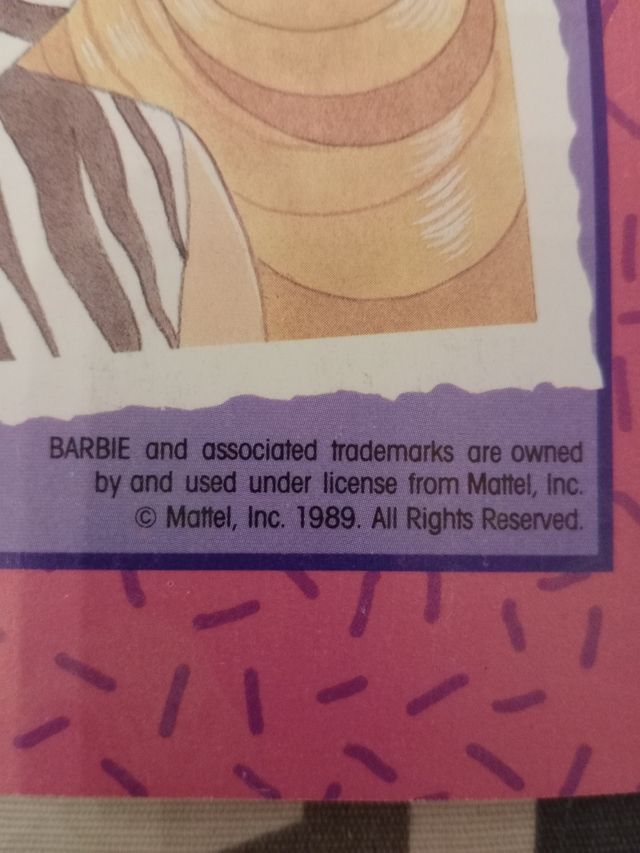 BARBIE and associated trademarks are owned
by and used under license from Mattel, Inc.
© Mattel, Inc. 1989. All Rights Reserved.